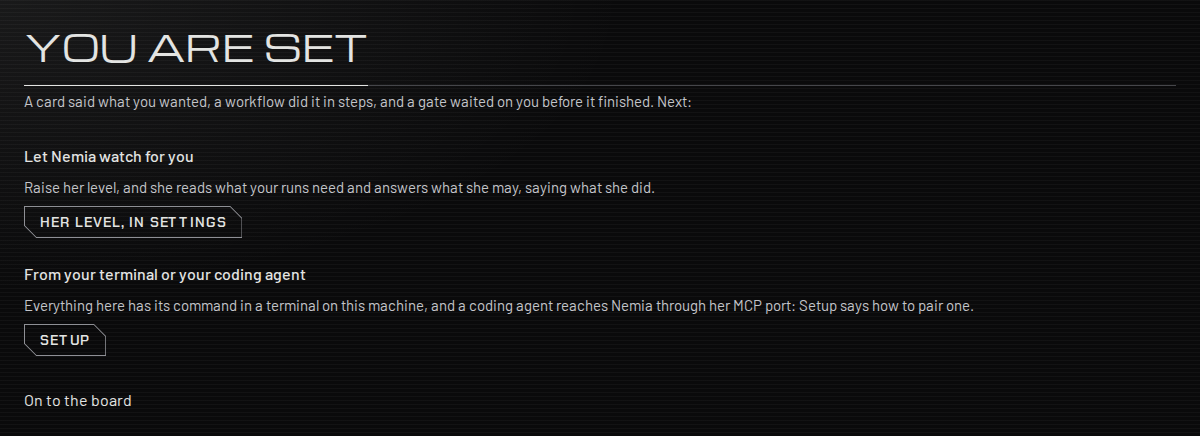 YOU ARE SET
A card said what you wanted, a workflow did it in steps, and a gate waited on you before it finished. Next:
Let Nemia watch for you
Raise her level, and she reads what your runs need and answers what she may, saying what she did.
HER LEVEL, IN SETTINGS
From your terminal or your coding agent
Everything here has its command in a terminal on this machine, and a coding agent reaches Nemia through her MCP port: Setup says how to pair one.
SETUP
On to the board